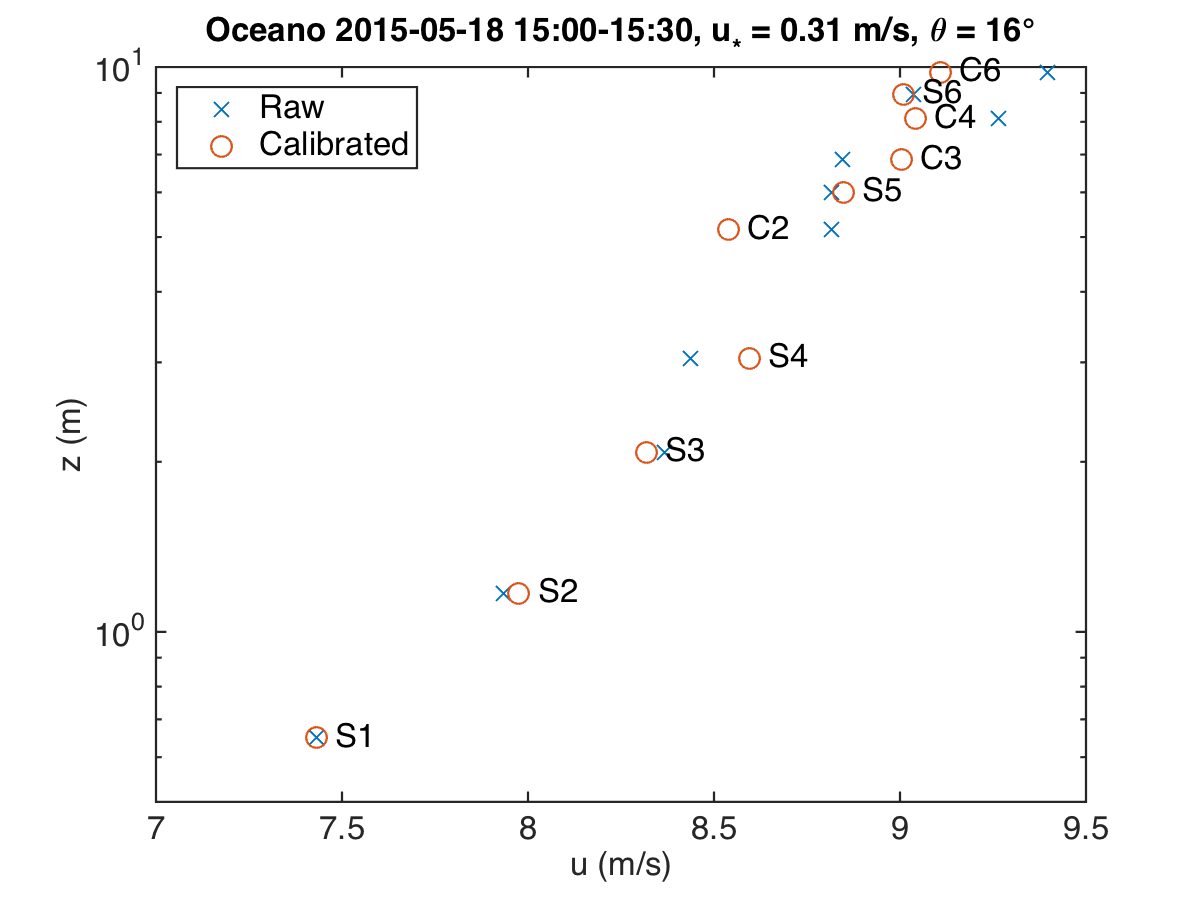 Oceano 2015-05-18 15:00-15:30, u* = 0.31 m/s, θ = 16°
10¹
Raw
Calibrated
C6
S6
C4
C3
S5
C2
S4
z (m)
S3
10⁰
S2
S1
7 7.5 8 8.5 9 9.5
u (m/s)